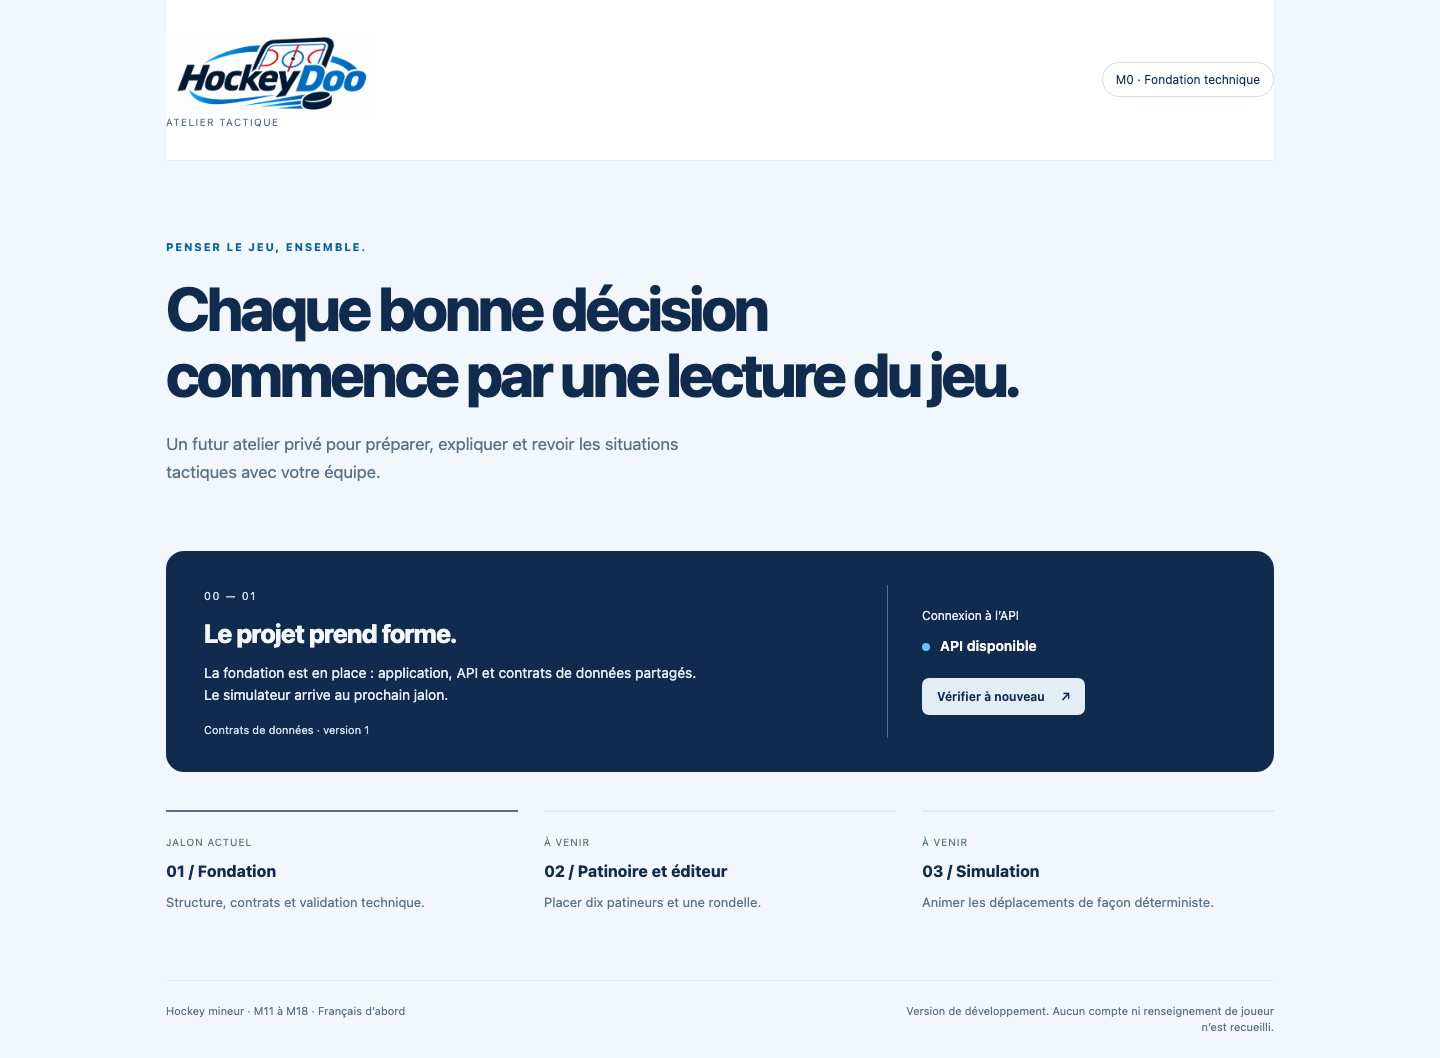 HockeyDoo
ATELIER TACTIQUE
M0 · Fondation technique
PENSER LE JEU, ENSEMBLE.
Chaque bonne décision
commence par une lecture du jeu.
Un futur atelier privé pour préparer, expliquer et revoir les situations
tactiques avec votre équipe.
00 — 01
Le projet prend forme.
La fondation est en place : application, API et contrats de données partagés.
Le simulateur arrive au prochain jalon.
Contrats de données · version 1
Connexion à l'API
API disponible
Vérifier à nouveau ↗
JALON ACTUEL
01 / Fondation
Structure, contrats et validation technique.
À VENIR
02 / Patinoire et éditeur
Placer dix patineurs et une rondelle.
À VENIR
03 / Simulation
Animer les déplacements de façon déterministe.
Hockey mineur · M11 à M18 · Français d'abord
Version de développement. Aucun compte ni renseignement de joueur
n'est recueilli.